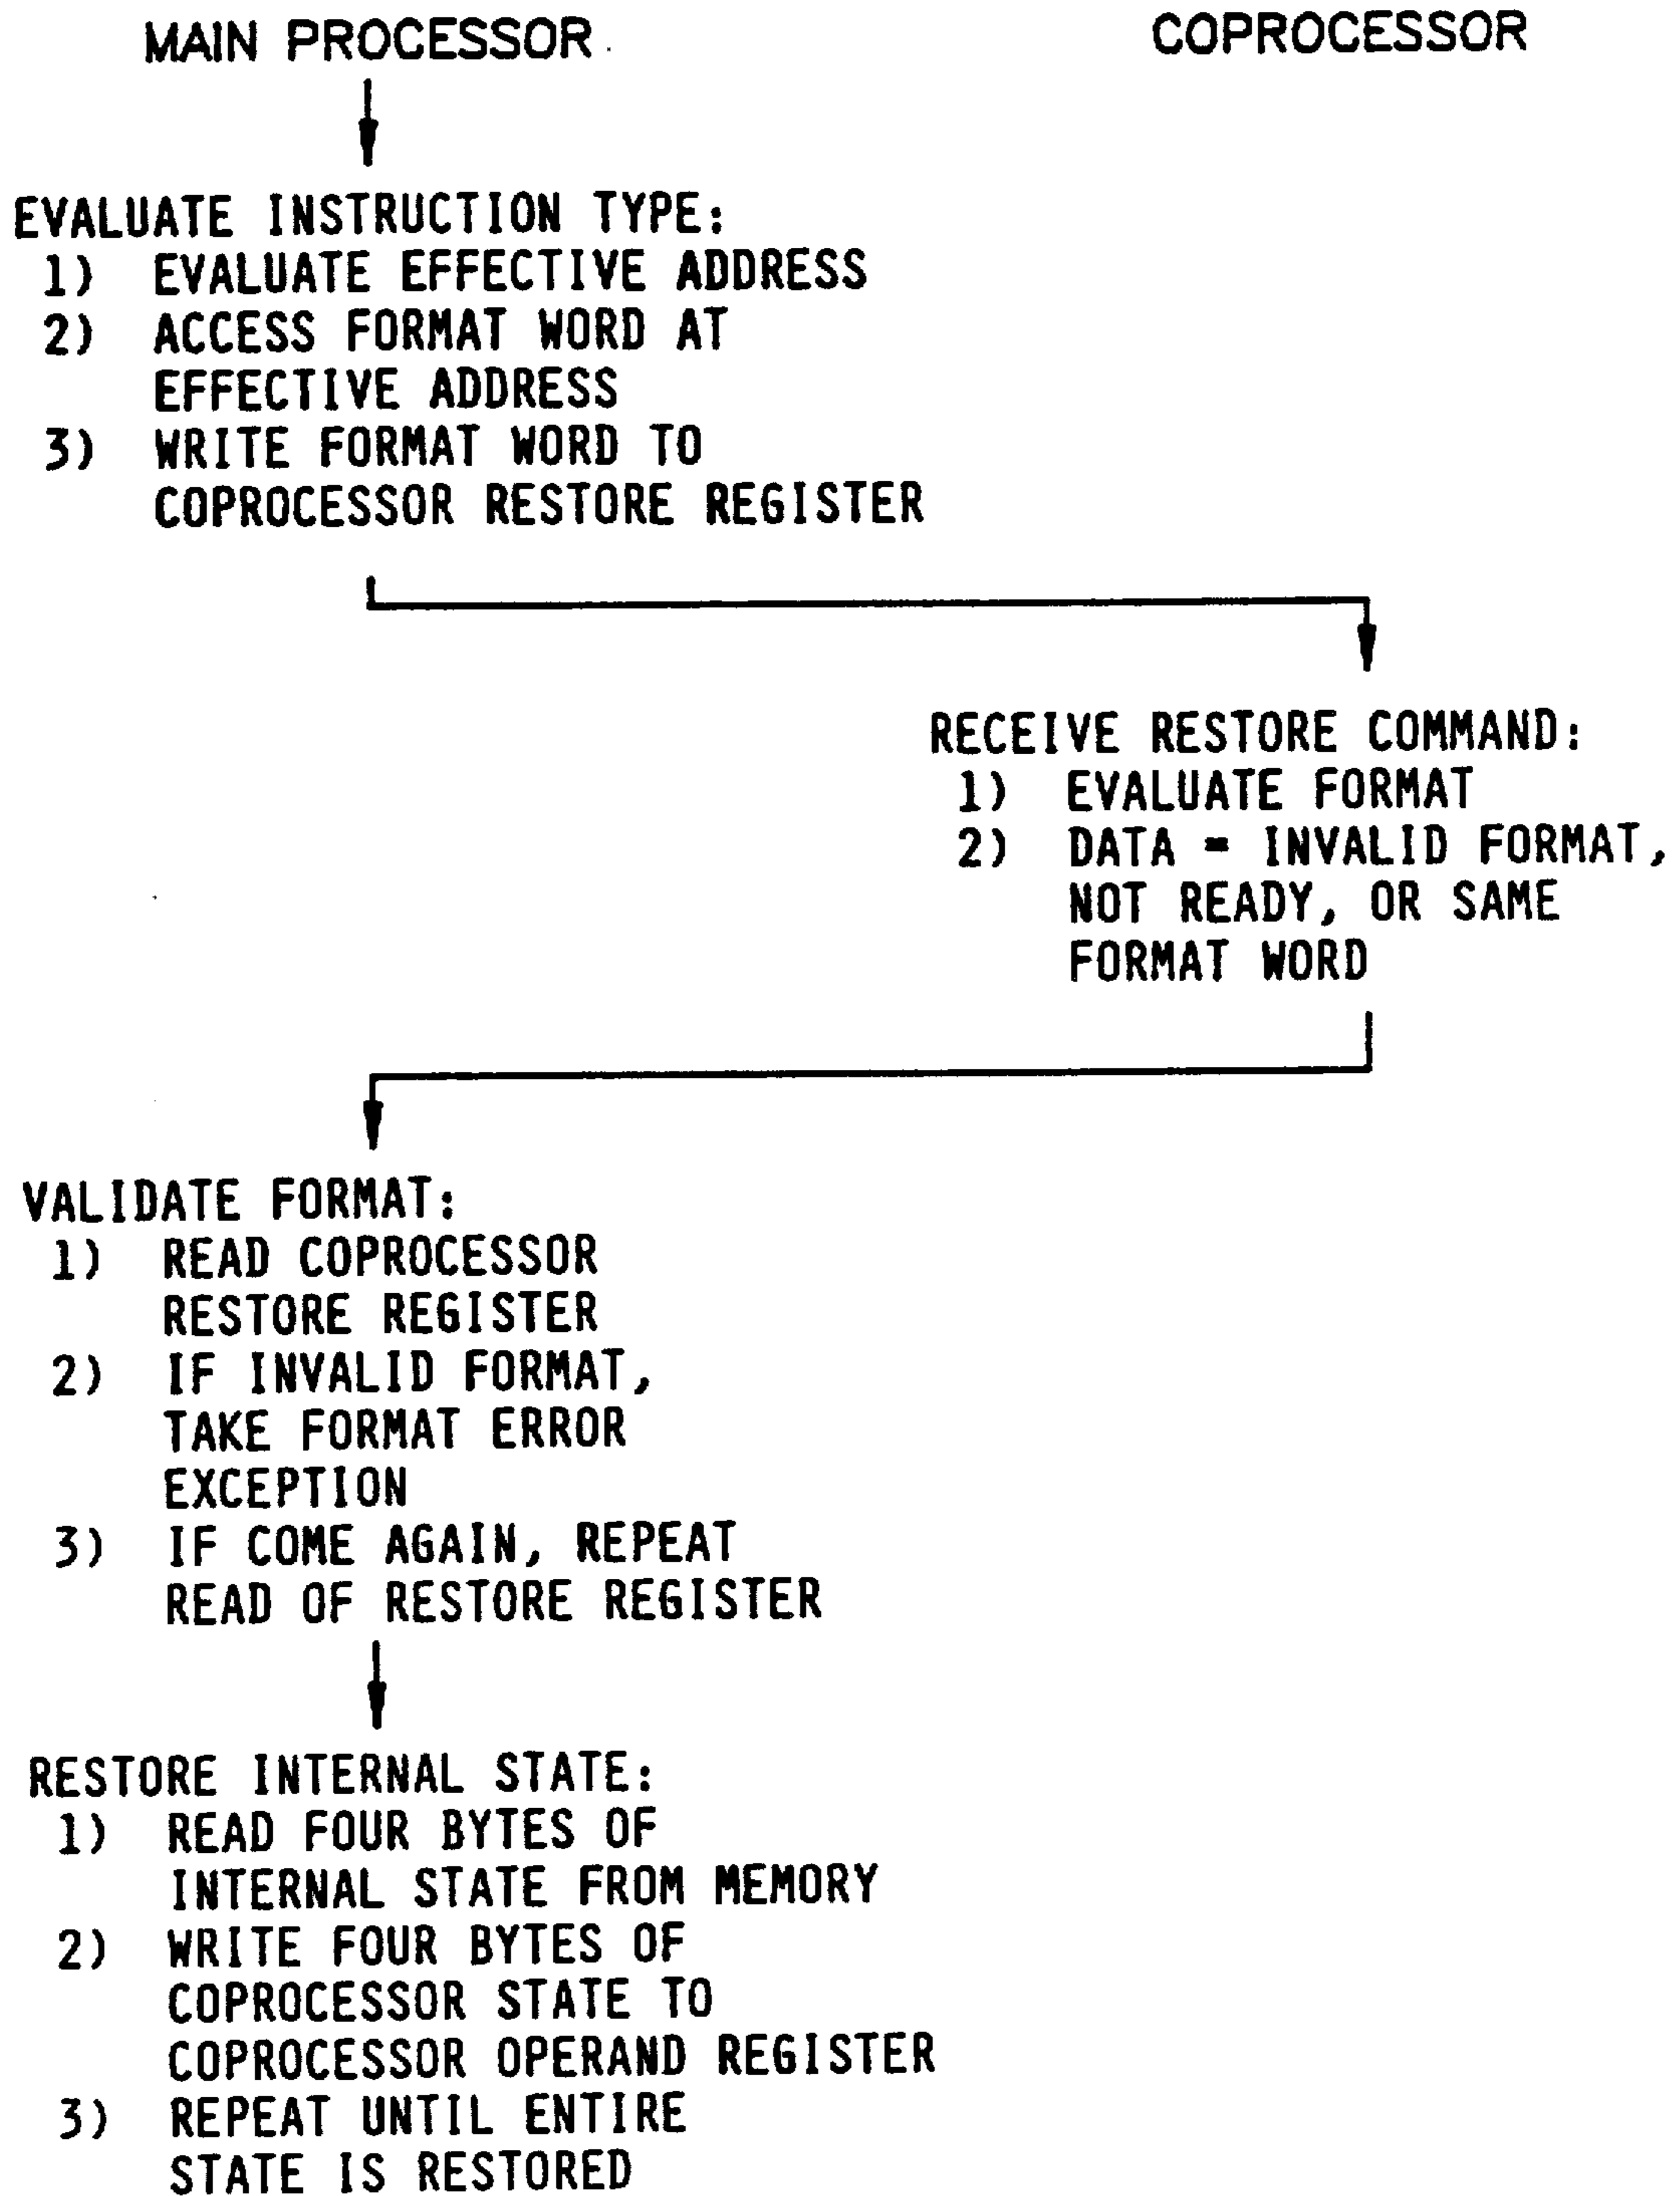 MAIN PROCESSOR
COPROCESSOR
EVALUATE INSTRUCTION TYPE:
1) EVALUATE EFFECTIVE ADDRESS
2) ACCESS FORMAT WORD AT
EFFECTIVE ADDRESS
3) WRITE FORMAT WORD TO
COPROCESSOR RESTORE REGISTER
RECEIVE RESTORE COMMAND:
1) EVALUATE FORMAT
2) DATA = INVALID FORMAT,
NOT READY, OR SAME
FORMAT WORD
VALIDATE FORMAT:
1) READ COPROCESSOR
RESTORE REGISTER
2) IF INVALID FORMAT,
TAKE FORMAT ERROR
EXCEPTION
3) IF COME AGAIN, REPEAT
READ OF RESTORE REGISTER
RESTORE INTERNAL STATE:
1) READ FOUR BYTES OF
INTERNAL STATE FROM MEMORY
2) WRITE FOUR BYTES OF
COPROCESSOR STATE TO
COPROCESSOR OPERAND REGISTER
3) REPEAT UNTIL ENTIRE
STATE IS RESTORED